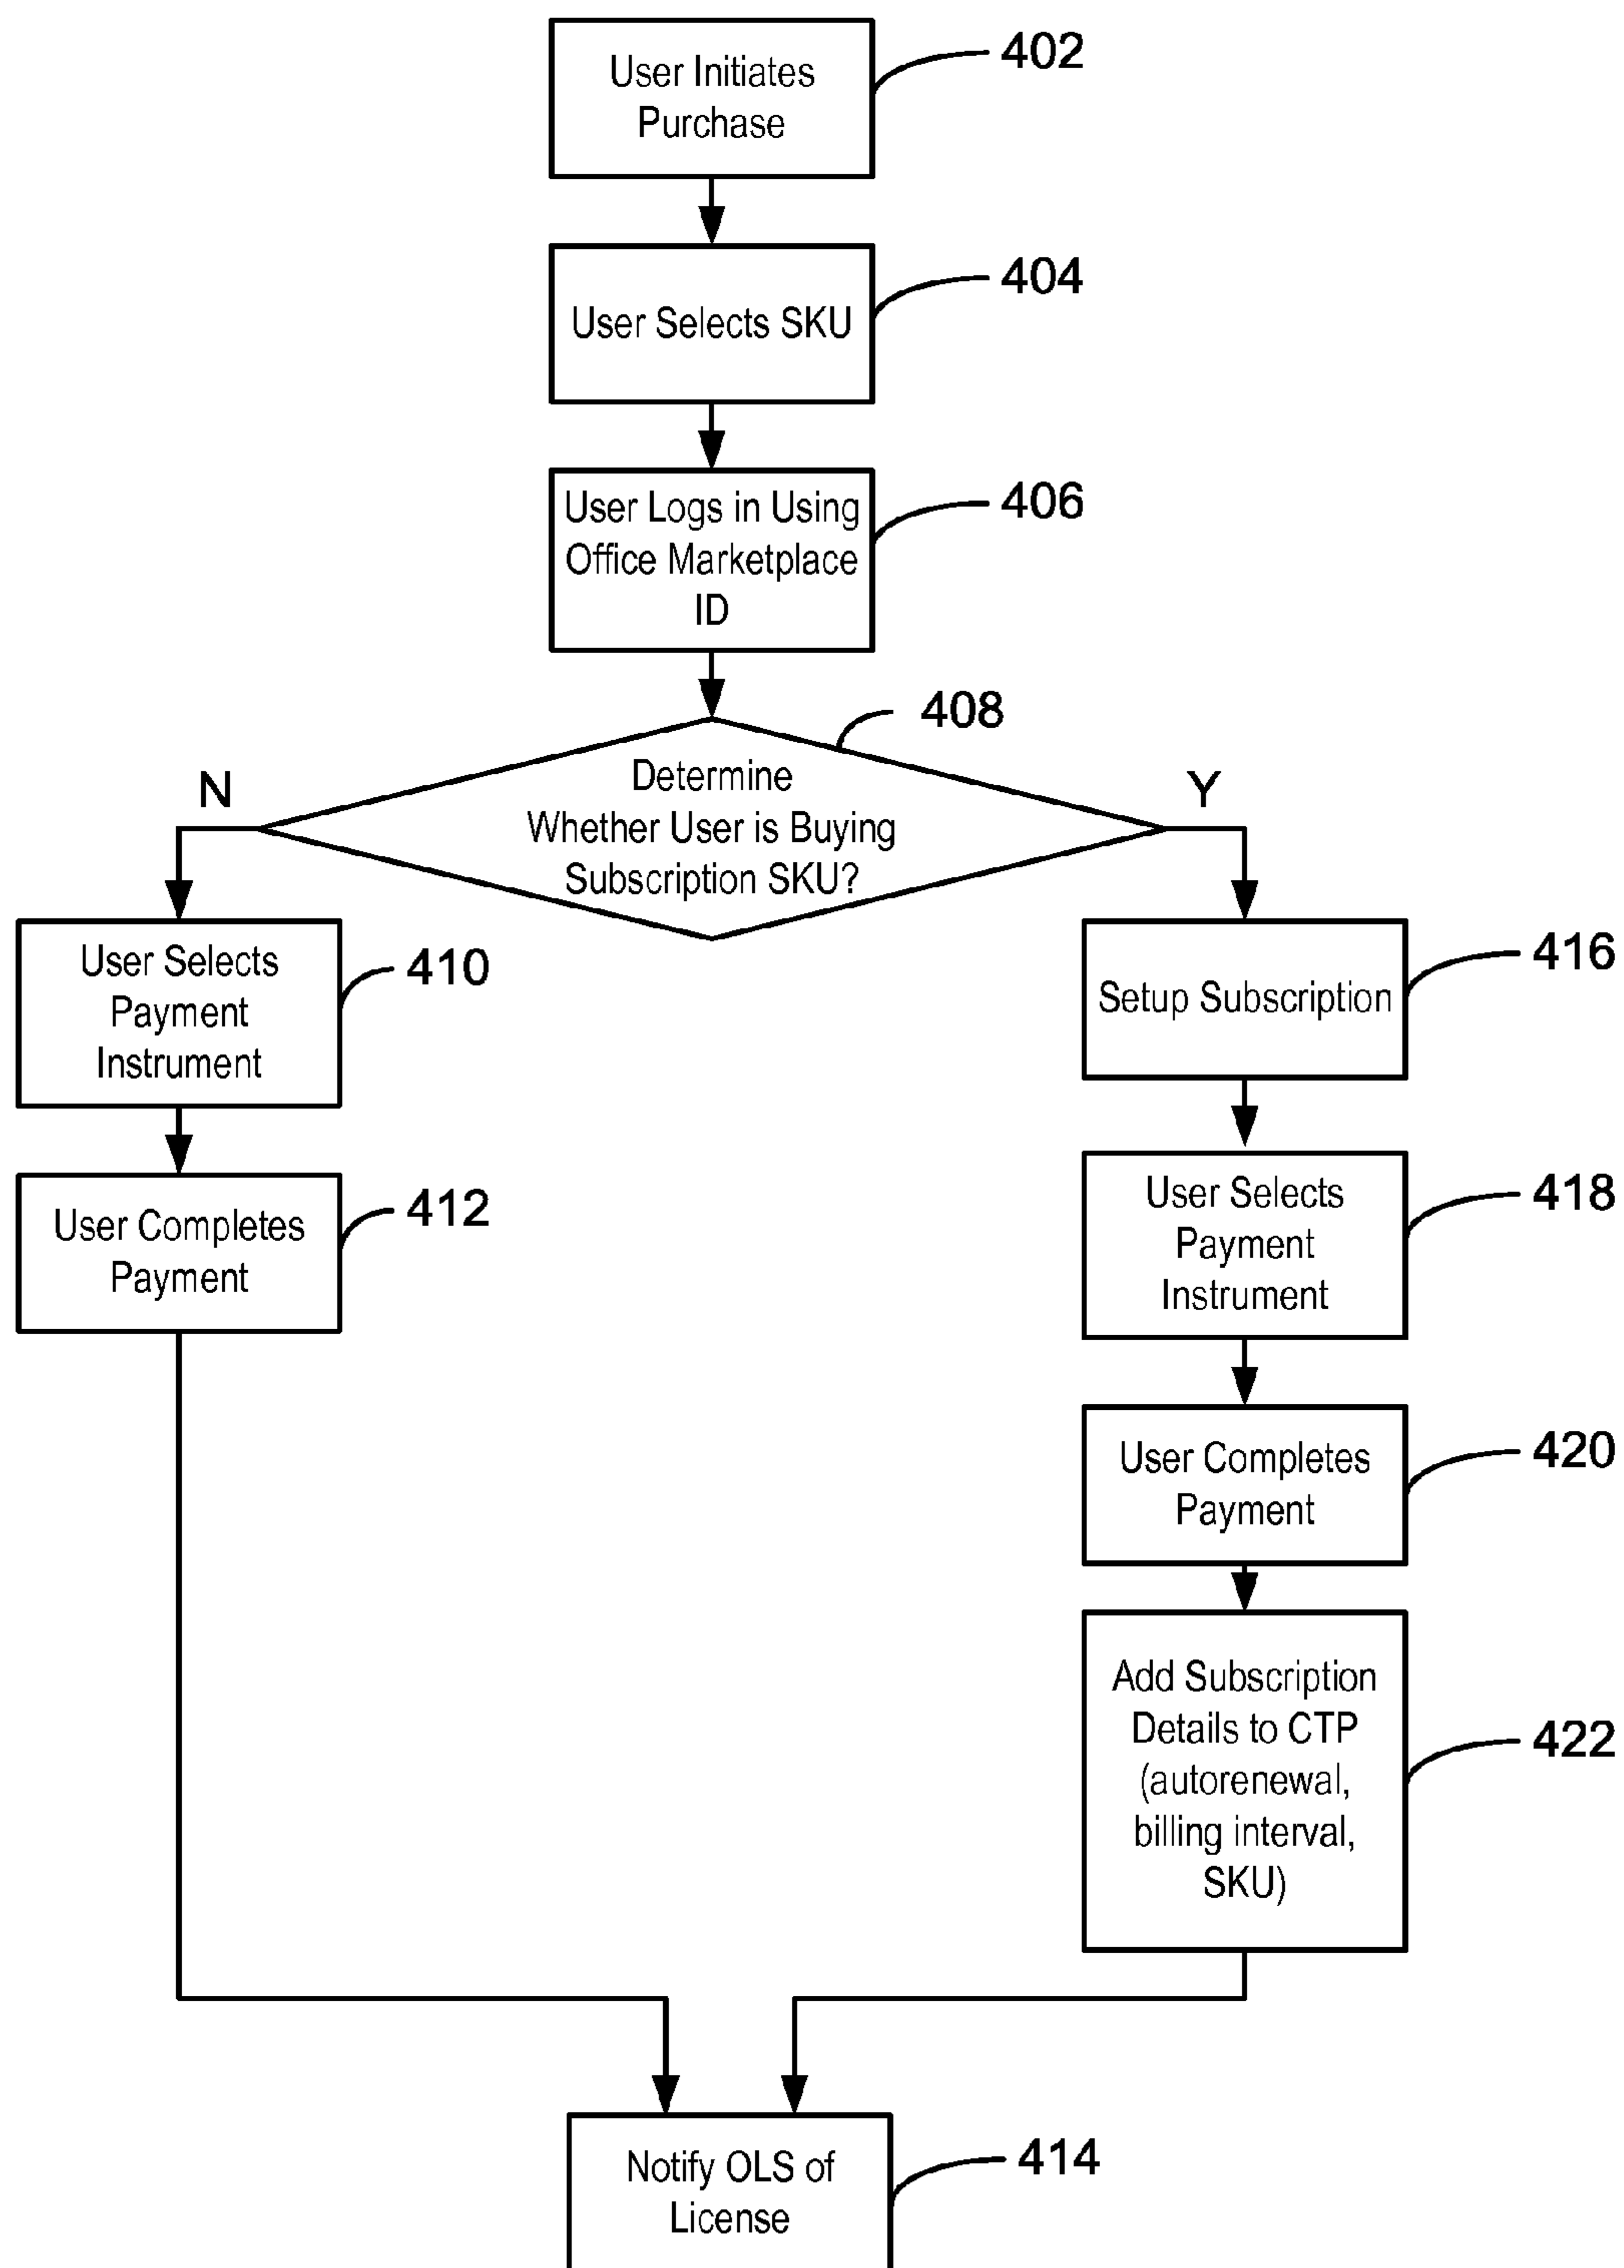 User Initiates
Purchase
402
User Selects SKU
404
User Logs in Using
Office Marketplace
ID
406
408
Determine
Whether User is Buying
Subscription SKU?
N
Y
User Selects
Payment
Instrument
410
User Completes
Payment
412
Setup Subscription
416
User Selects
Payment
Instrument
418
User Completes
Payment
420
Add Subscription
Details to CTP
(autorenewal,
billing interval,
SKU)
422
Notify OLS of
License
414